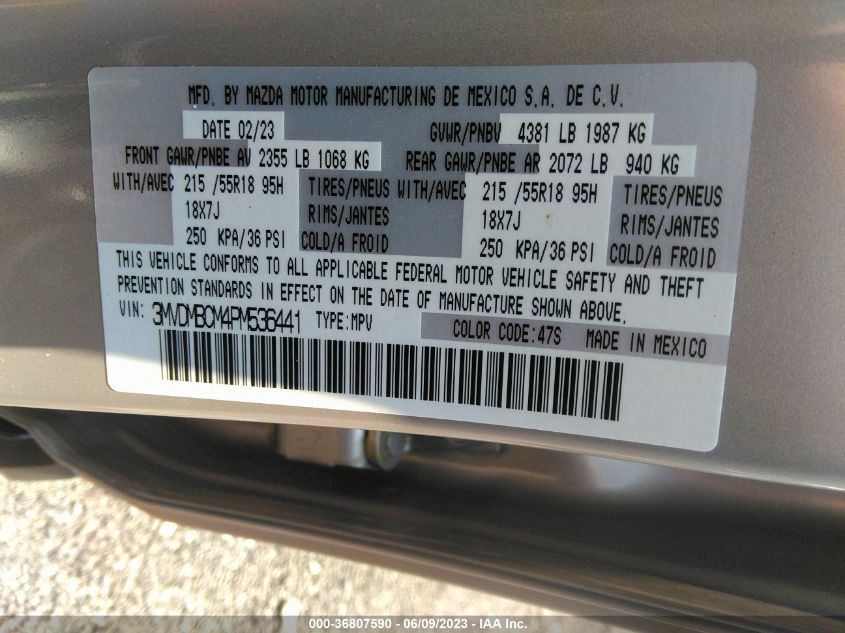 MFD. BY MAZDA MOTOR MANUFACTURING DE MEXICO S.A. DE C.V.
DATE 02/23 GVWR/PNBV 4381 LB 1987 KG
FRONT GAWR/PNBE AV 2355 LB 1068 KG REAR GAWR/PNBE AR 2072 LB 940 KG
WITH/AVEC 215 /55R18 95H TIRES/PNEUS WITH/AVEC 215 /55R18 95H TIRES/PNEUS
18X7J RIMS/JANTES 18X7J RIMS/JANTES
250 KPA/36 PSI COLD/A FROID 250 KPA/36 PSI COLD/A FROID
THIS VEHICLE CONFORMS TO ALL APPLICABLE FEDERAL MOTOR VEHICLE SAFETY AND THEFT
PREVENTION STANDARDS IN EFFECT ON THE DATE OF MANUFACTURE SHOWN ABOVE.
VIN: 3MVDMBCM4PM536441 TYPE:MPV COLOR CODE:47S MADE IN MEXICO
000-36807590 - 06/09/2023 - IAA Inc.